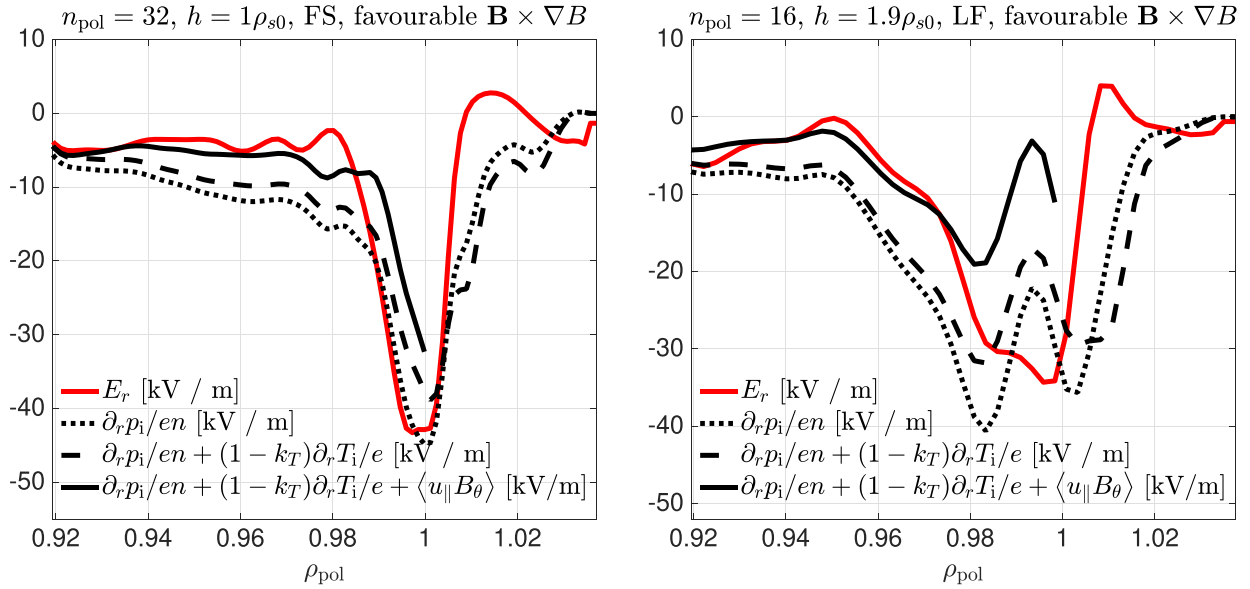 n_pol = 32, h = 1ρ_s0, FS, favourable B × ∇B
10
0
-10
-20
-30
-40
-50
E_r [kV / m]
∂_r p_i/en [kV / m]
∂_r p_i/en + (1 − k_T)∂_r T_i/e [kV / m]
∂_r p_i/en + (1 − k_T)∂_r T_i/e + ⟨u_∥B_θ⟩ [kV/m]
0.92 0.94 0.96 0.98 1 1.02
ρ_pol
n_pol = 16, h = 1.9ρ_s0, LF, favourable B × ∇B
10
0
-10
-20
-30
-40
-50
E_r [kV / m]
∂_r p_i/en [kV / m]
∂_r p_i/en + (1 − k_T)∂_r T_i/e [kV / m]
∂_r p_i/en + (1 − k_T)∂_r T_i/e + ⟨u_∥B_θ⟩ [kV/m]
0.92 0.94 0.96 0.98 1 1.02
ρ_pol